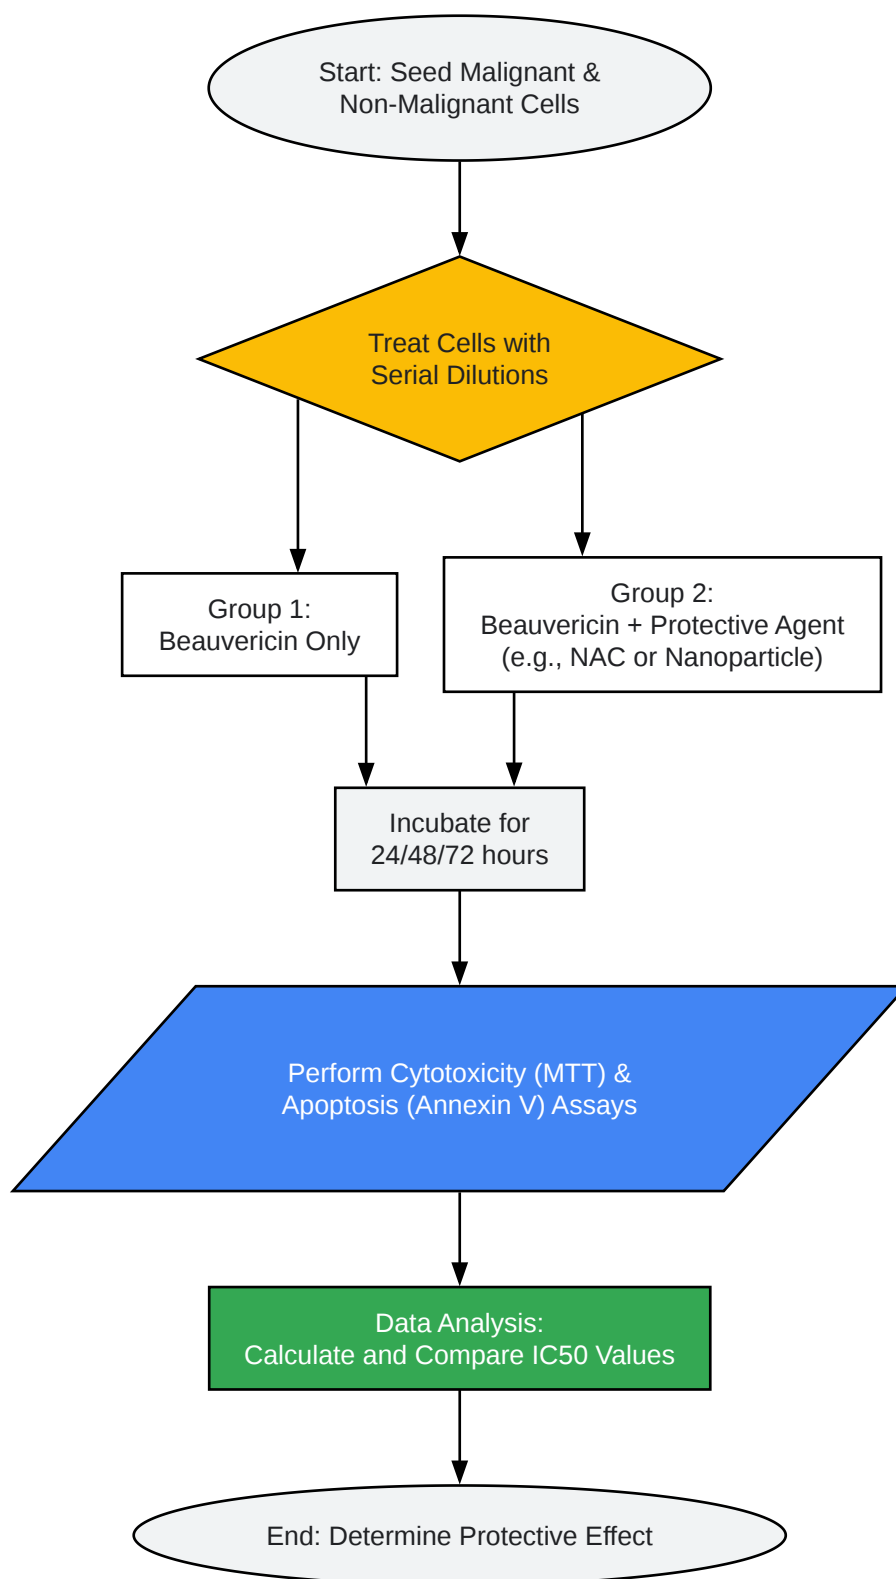 Start: Seed Malignant &
Non-Malignant Cells
Treat Cells with
Serial Dilutions
Group 1:
Beauvericin Only
Group 2:
Beauvericin + Protective Agent
(e.g., NAC or Nanoparticle)
Incubate for
24/48/72 hours
Perform Cytotoxicity (MTT) &
Apoptosis (Annexin V) Assays
Data Analysis:
Calculate and Compare IC50 Values
End: Determine Protective Effect